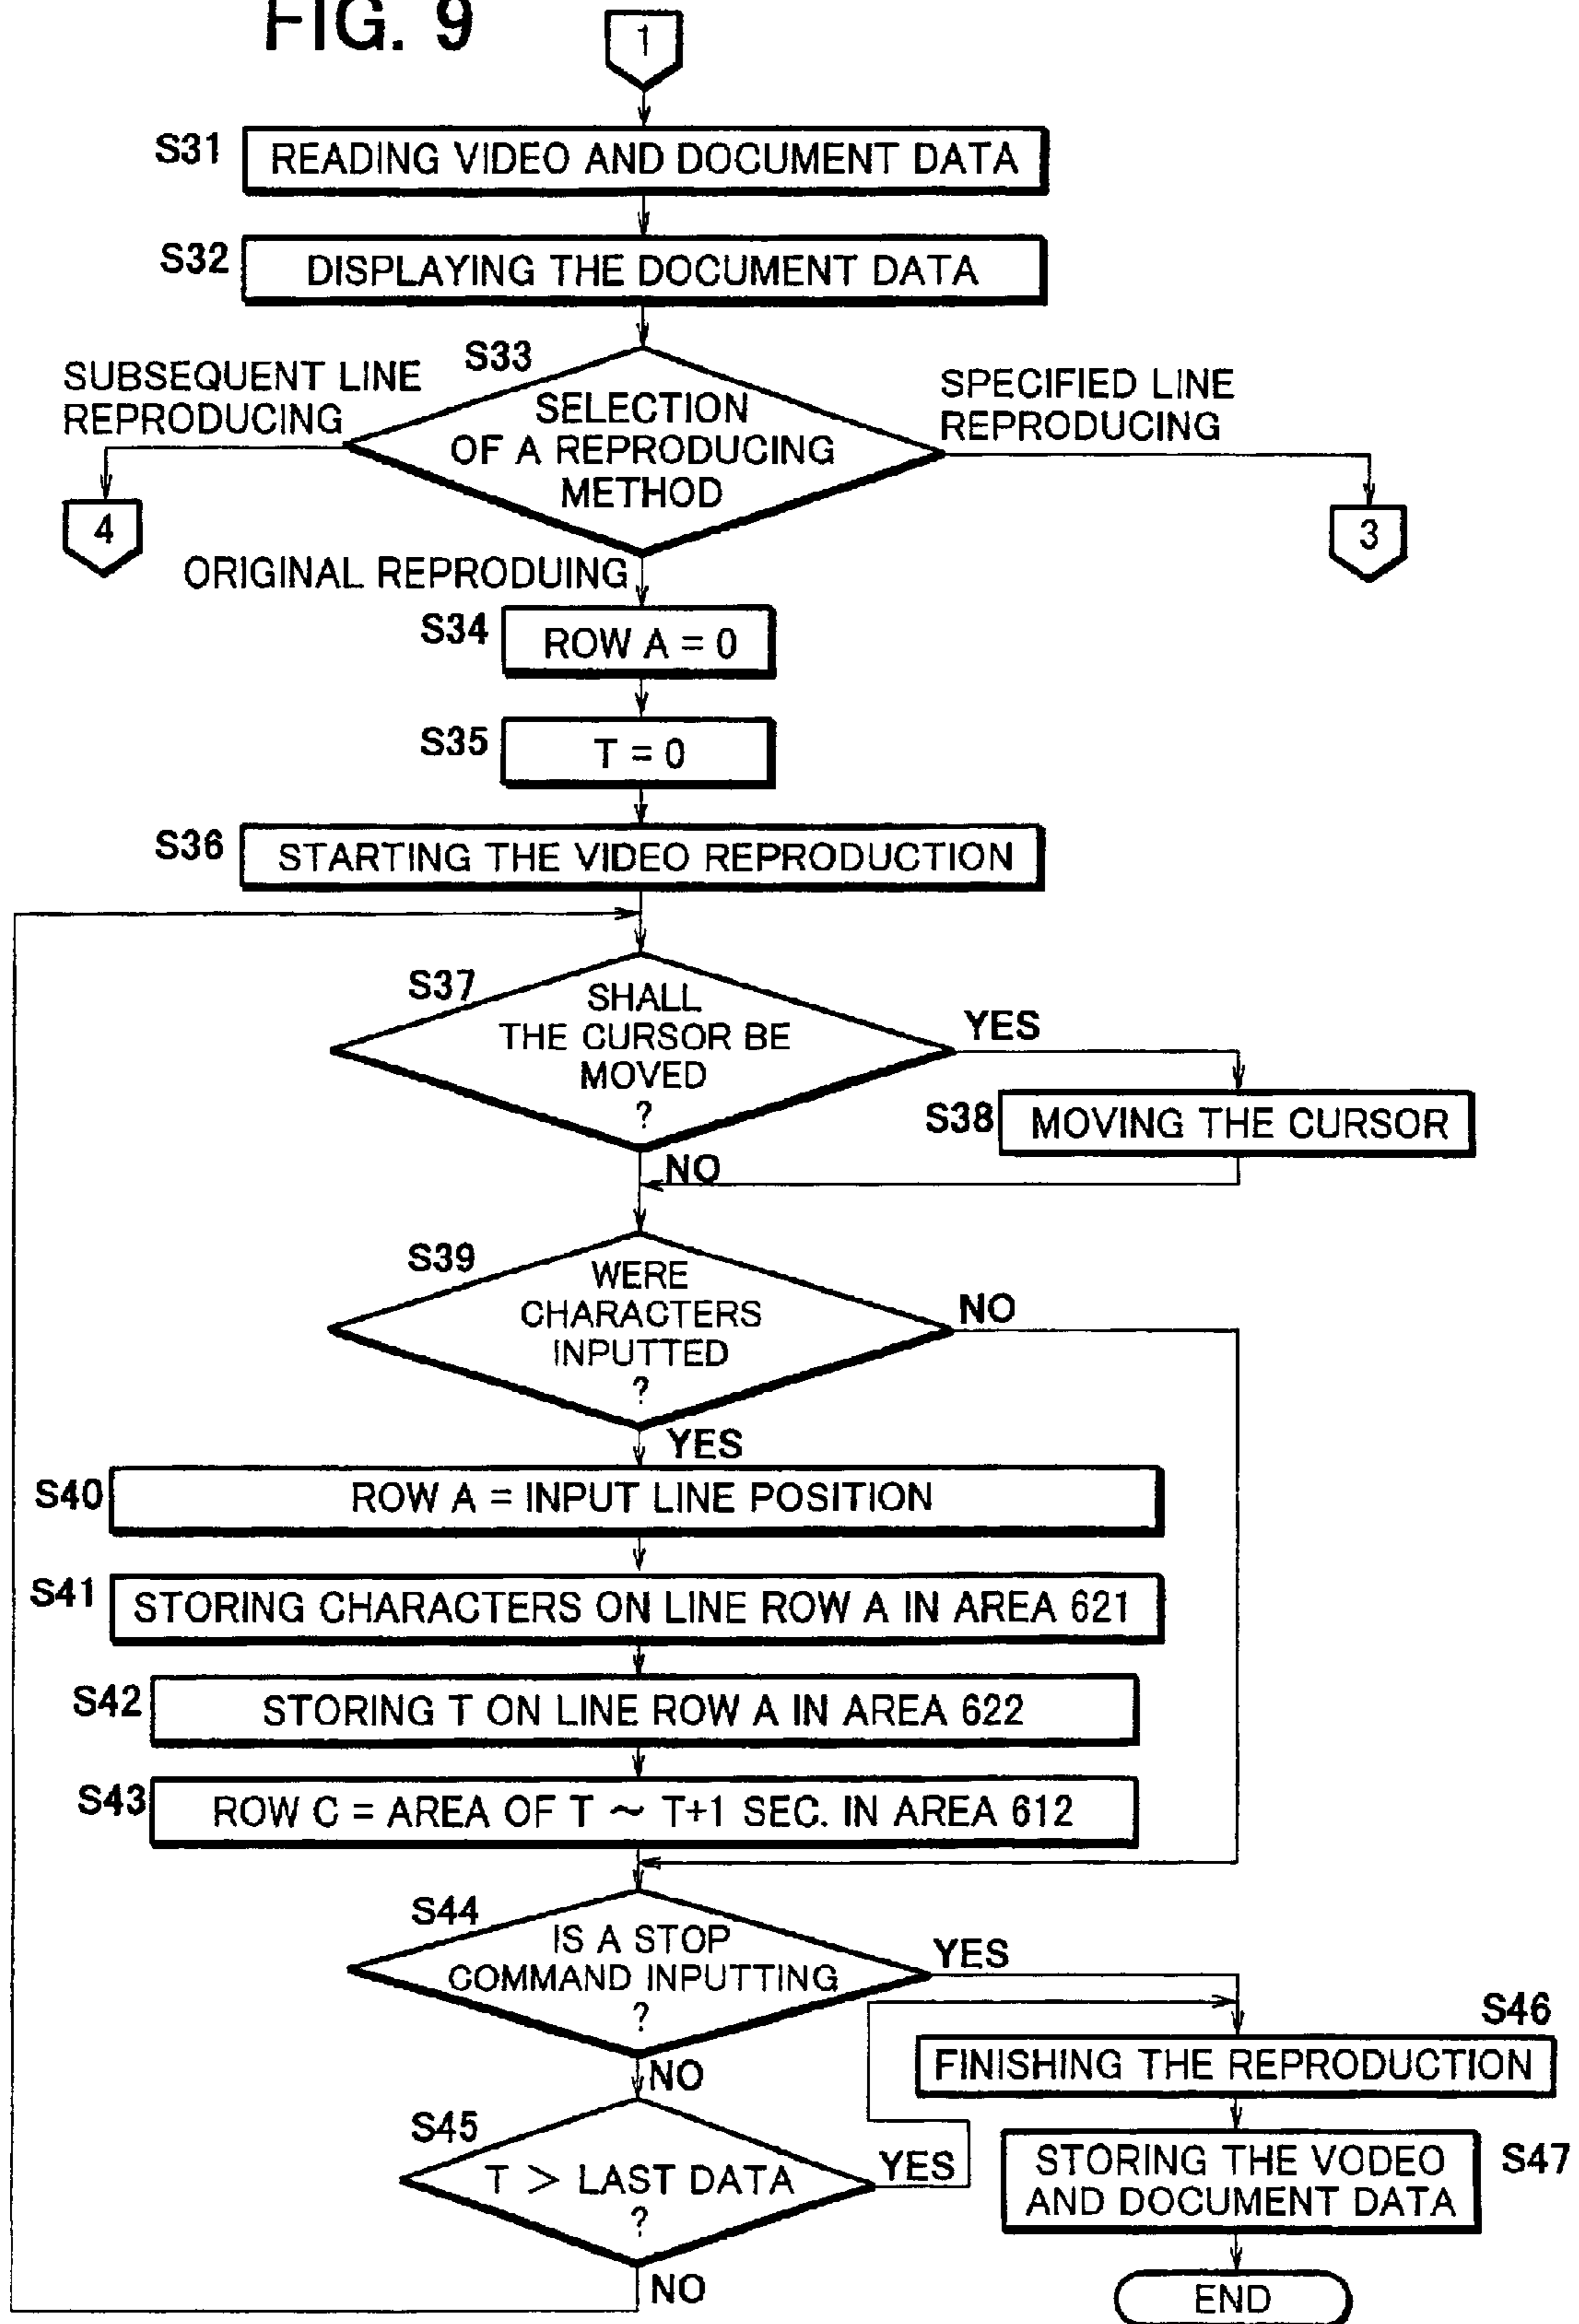 FIG. 9
1
S31
READING VIDEO AND DOCUMENT DATA
S32
DISPLAYING THE DOCUMENT DATA
S33
SELECTION
OF A REPRODUCING
METHOD
SUBSEQUENT LINE
REPRODUCING
SPECIFIED LINE
REPRODUCING
4
3
ORIGINAL REPRODUING
S34
ROW A = 0
S35
T = 0
S36
STARTING THE VIDEO REPRODUCTION
S37
SHALL
THE CURSOR BE
MOVED
?
YES
S38
MOVING THE CURSOR
NO
S39
WERE
CHARACTERS
INPUTTED
?
NO
YES
S40
ROW A = INPUT LINE POSITION
S41
STORING CHARACTERS ON LINE ROW A IN AREA 621
S42
STORING T ON LINE ROW A IN AREA 622
S43
ROW C = AREA OF T ~ T+1 SEC. IN AREA 612
S44
IS A STOP
COMMAND INPUTTING
?
YES
S46
FINISHING THE REPRODUCTION
NO
S45
T > LAST DATA
?
YES
STORING THE VODEO
AND DOCUMENT DATA
S47
NO
END